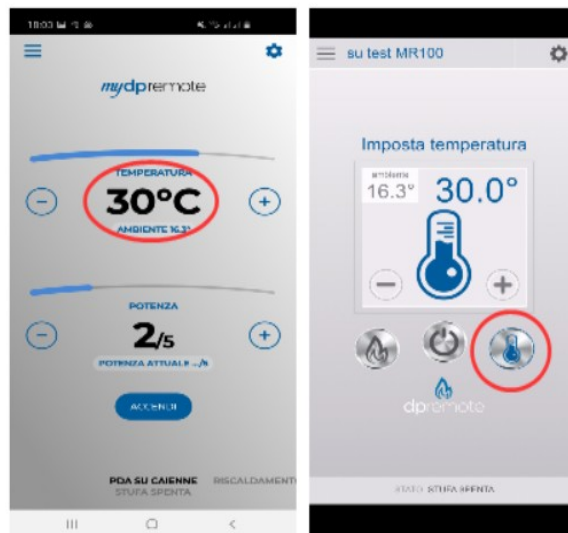 18:03
mydpremote
TEMPERATURA
30°C
AMBIENTE 16.3°
POTENZA
2/5
POTENZA ATTUALE _/5
ACCENDI
PDA SU CAIENNE
RISCALDAMENT
STUFA SPENTA
su test MR100
Imposta temperatura
ambiente
16.3°
30.0°
dpremote
STATO STUFA SPENTA